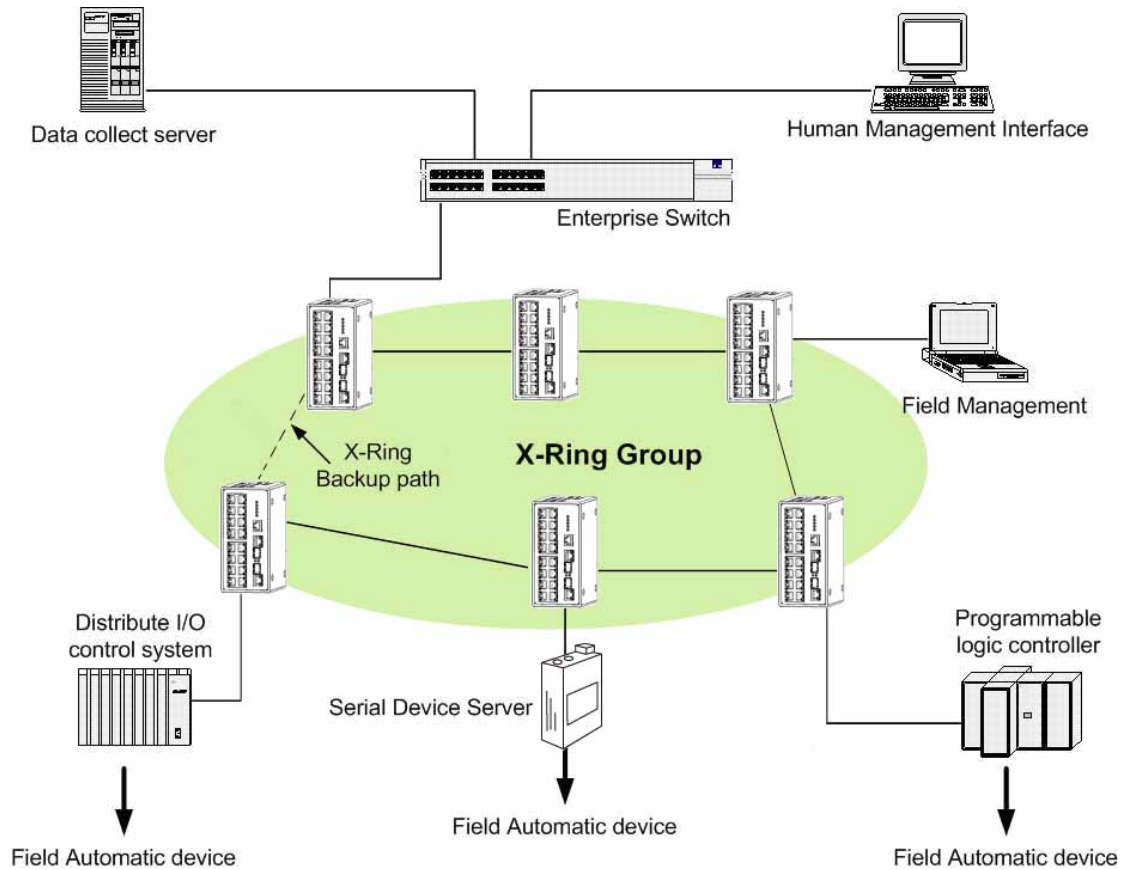 Data collect server
Human Management Interface
Enterprise Switch
Field Management
X-Ring
Backup path
X-Ring Group
Distribute I/O
control system
Serial Device Server
Programmable
logic controller
Field Automatic device
Field Automatic device
Field Automatic device